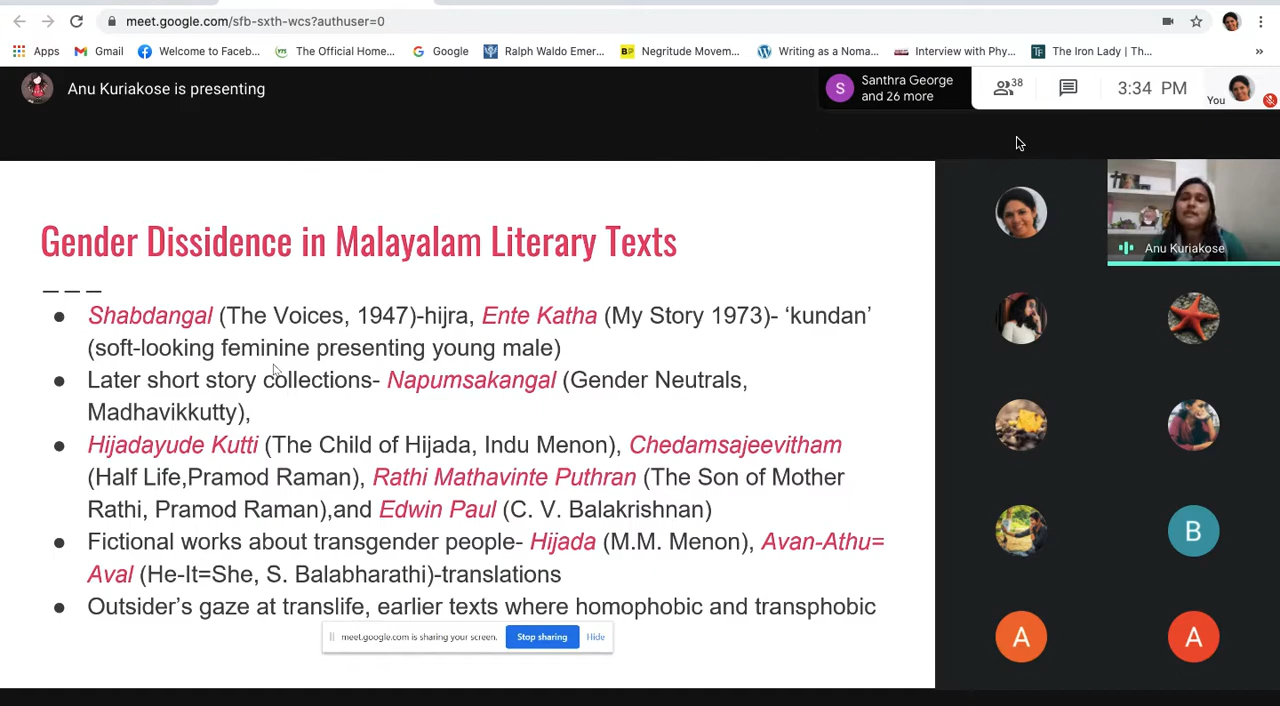 meet.google.com/sfb-sxth-wcs?authuser=0
Apps Gmail Welcome to Faceb... YTS The Official Home... Google Ralph Waldo Emer... BP Negritude Movem... Writing as a Noma... Interview with Phy... TF The Iron Lady | Th... »
Anu Kuriakose is presenting
S Santhra George
and 26 more
38
3:34 PM
You
Anu Kuriakose
Gender Dissidence in Malayalam Literary Texts
● Shabdangal (The Voices, 1947)-hijra, Ente Katha (My Story 1973)- ‘kundan’
(soft-looking feminine presenting young male)
● Later short story collections- Napumsakangal (Gender Neutrals,
Madhavikkutty),
● Hijadayude Kutti (The Child of Hijada, Indu Menon), Chedamsajeevitham
(Half Life,Pramod Raman), Rathi Mathavinte Puthran (The Son of Mother
Rathi, Pramod Raman),and Edwin Paul (C. V. Balakrishnan)
● Fictional works about transgender people- Hijada (M.M. Menon), Avan-Athu=
Aval (He-It=She, S. Balabharathi)-translations
● Outsider’s gaze at translife, earlier texts where homophobic and transphobic
meet.google.com is sharing your screen. Stop sharing Hide
B
A A